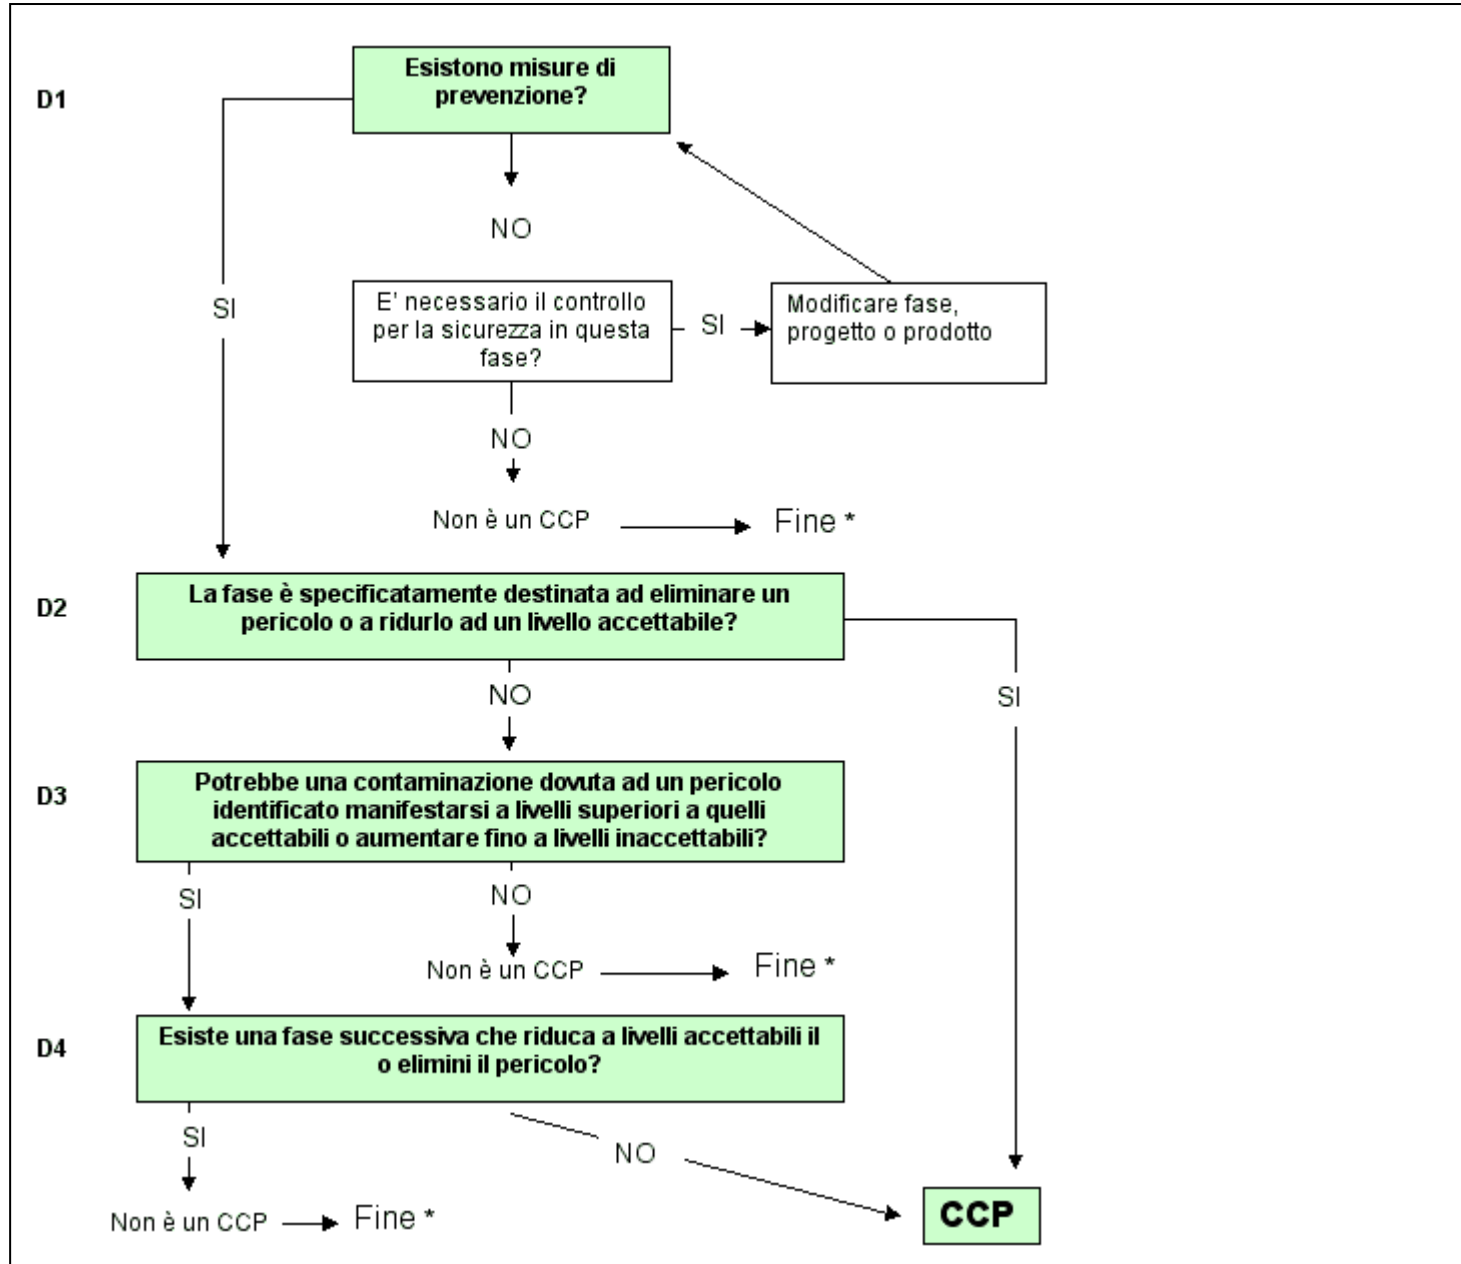 Esistono misure di
prevenzione?
D1
NO
SI
E' necessario il controllo
per la sicurezza in questa
fase?
SI
Modificare fase,
progetto o prodotto
NO
Non è un CCP
Fine *
D2
La fase è specificatamente destinata ad eliminare un
pericolo o a ridurlo ad un livello accettabile?
NO
SI
D3
Potrebbe una contaminazione dovuta ad un pericolo
identificato manifestarsi a livelli superiori a quelli
accettabili o aumentare fino a livelli inaccettabili?
SI
NO
Non è un CCP
Fine *
D4
Esiste una fase successiva che riduca a livelli accettabili il
o elimini il pericolo?
SI
NO
Non è un CCP
Fine *
CCP